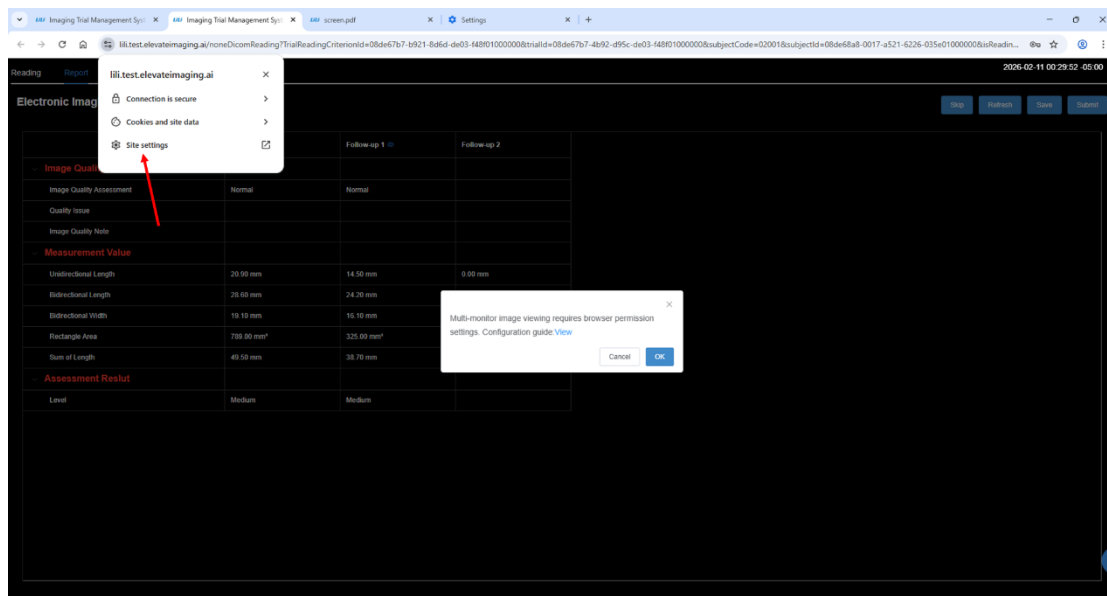 Imaging Trial Management Syst
Imaging Trial Management Syst
screen.pdf
Settings
lili.test.elevateimaging.ai/noneDicomReading?TrialReadingCriterionId=08de67b7-b921-8d6d-de03-f48f01000000&trialId=08de67b7-4b92-d95c-de03-f48f01000000&subjectCode=02001&subjectId=08de68a8-0017-a521-6226-035e01000000&isReadin...
Reading Report
2026-02-11 00:29:52 -05:00
lili.test.elevateimaging.ai
Connection is secure
Cookies and site data
Site settings
Electronic Imag
Skip Refresh Save Submit
Follow-up 1 Follow-up 2
Image Quali
Image Quality Assessment Normal Normal
Quality Issue
Image Quality Note
Measurement Value
Unidirectional Length 20.90 mm 14.50 mm 0.00 mm
Bidirectional Length 28.60 mm 24.20 mm
Bidirectional Width 19.10 mm 16.10 mm
Rectangle Area 789.00 mm² 325.00 mm²
Sum of Length 49.50 mm 38.70 mm
Assessment Reslut
Level Medium Medium
Multi-monitor image viewing requires browser permission
settings. Configuration guide:View
Cancel OK